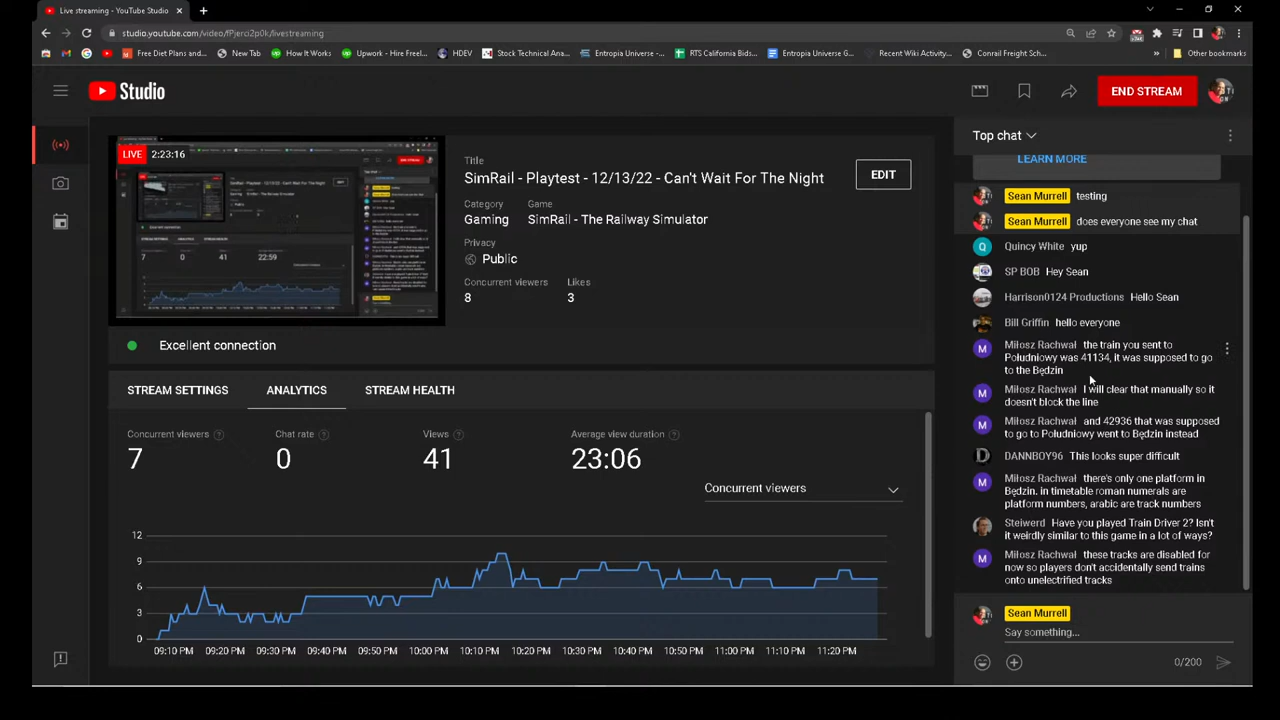 Live streaming - YouTube Studio
studio.youtube.com/video/fPjerci2p0k/livestreaming
Free Diet Plans and... New Tab How It Works Upwork - Hire Freel... HDEV Stock Technical Ana... Entropia Universe -... RTS California Bids... Universe G... Recent Wiki Activity... Conrail Freight Sch... » Other bookmarks
Studio
END STREAM
LIVE 2:23:16
Title
SimRail - Playtest - 12/13/22 - Can't Wait For The Night
EDIT
Category Game
Gaming SimRail - The Railway Simulator
Privacy
Public
Concurrent viewers Likes
8 3
Excellent connection
STREAM SETTINGS ANALYTICS STREAM HEALTH
Concurrent viewers Chat rate Views Average view duration
7 0 41 23:06
Concurrent viewers
12
9
6
3
0
09:10 PM 09:20 PM 09:30 PM 09:40 PM 09:50 PM 10:00 PM 10:10 PM 10:20 PM 10:30 PM 10:40 PM 10:50 PM 11:00 PM 11:10 PM 11:20 PM
Top chat
LEARN MORE
Sean Murrell testing
Sean Murrell does everyone see my chat
Q Quincy White yup
SP BOB Hey Sean
Harrison0124 Productions Hello Sean
Bill Griffin hello everyone
M Miłosz Rachwał the train you sent to
Południowy was 41134, it was supposed to go
to the Będzin
M Miłosz Rachwał I will clear that manually so it
doesn't block the line
M Miłosz Rachwał and 42936 that was supposed
to go to Południowy went to Będzin instead
D DANNBOY96 This looks super difficult
M Miłosz Rachwał there's only one platform in
Będzin. in timetable roman numerals are
platform numbers, arabic are track numbers
Steiwerd Have you played Train Driver 2? Isn't
it weirdly similar to this game in a lot of ways?
M Miłosz Rachwał these tracks are disabled for
now so players don't accidentally send trains
onto unelectrified tracks
Sean Murrell
Say something...
0/200